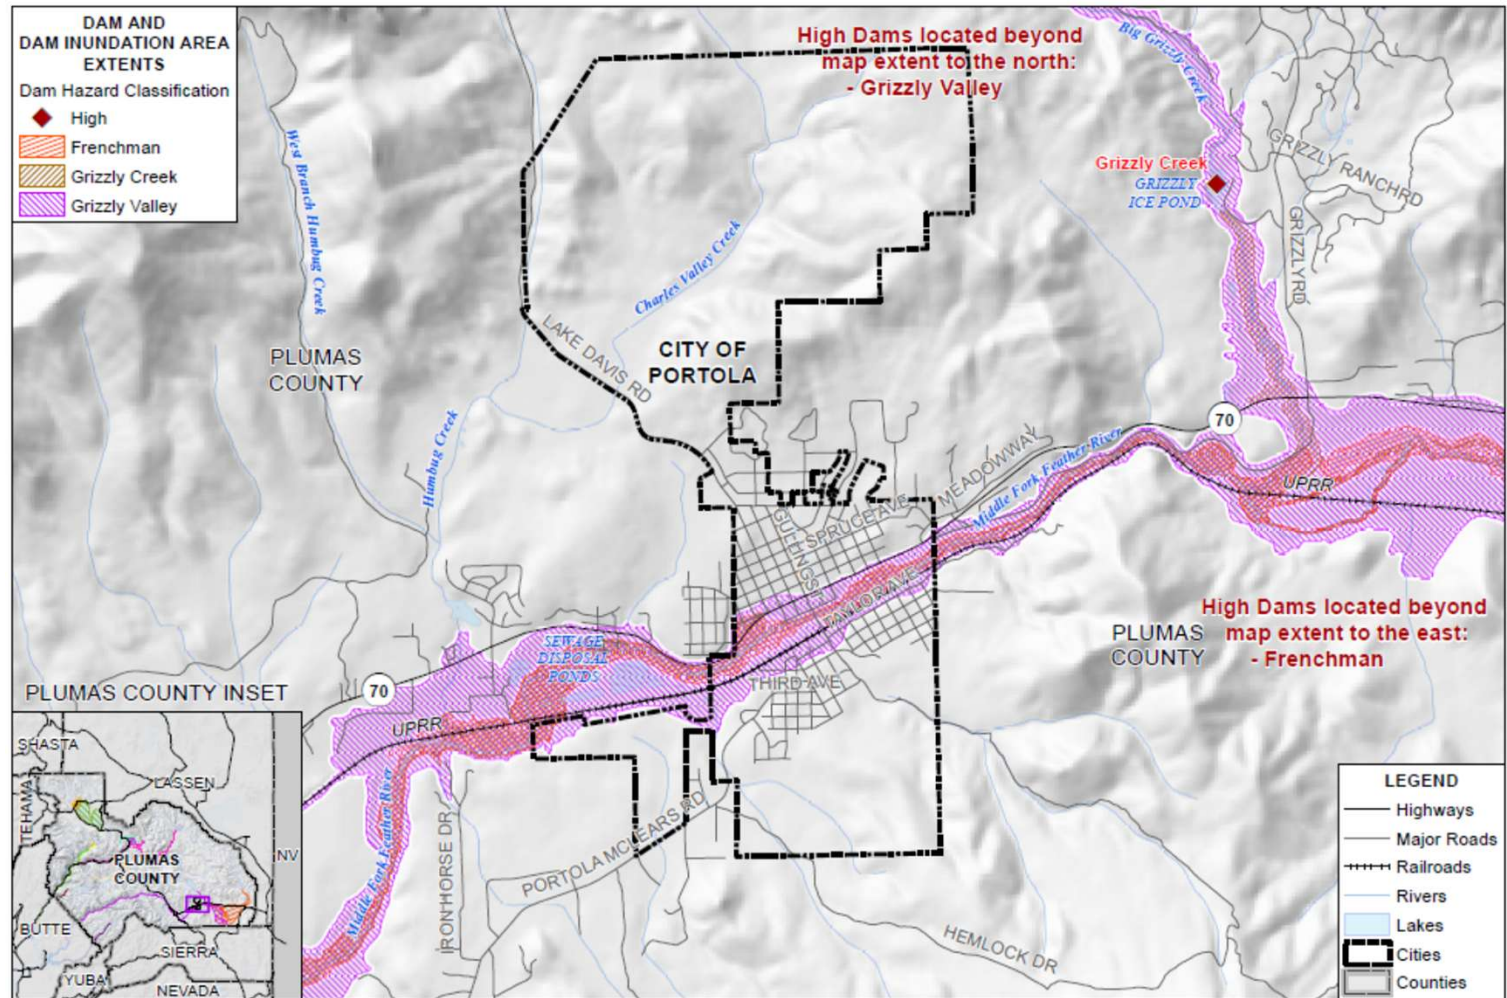 DAM AND
DAM INUNDATION AREA
EXTENTS
Dam Hazard Classification
High
Frenchman
Grizzly Creek
Grizzly Valley
High Dams located beyond
map extent to the north:
- Grizzly Valley
Big Grizzly Creek
Grizzly Creek
GRIZZLY
ICE POND
GRIZZLY RANCHRD
GRIZZLYRD
West Branch Humbug Creek
Charles Valley Creek
LAKE DAVIS RD
CITY OF
PORTOLA
PLUMAS
COUNTY
Humbug Creek
70
MEADOWWAY
Middle Fork Feather River
UPRR
SPRUCE AVE
GULLINGST
TAYLOR AVE
High Dams located beyond
map extent to the east:
- Frenchman
PLUMAS
COUNTY
SEWAGE
DISPOSAL
PONDS
THIRD AVE
70
UPRR
Middle Fork Feather River
IRON HORSE DR
PORTOLA MCLEARS RD
HEMLOCK DR
PLUMAS COUNTY INSET
SHASTA
TEHAMA
LASSEN
PLUMAS
COUNTY
NV
BUTTE
SIERRA
YUBA
NEVADA
LEGEND
Highways
Major Roads
Railroads
Rivers
Lakes
Cities
Counties